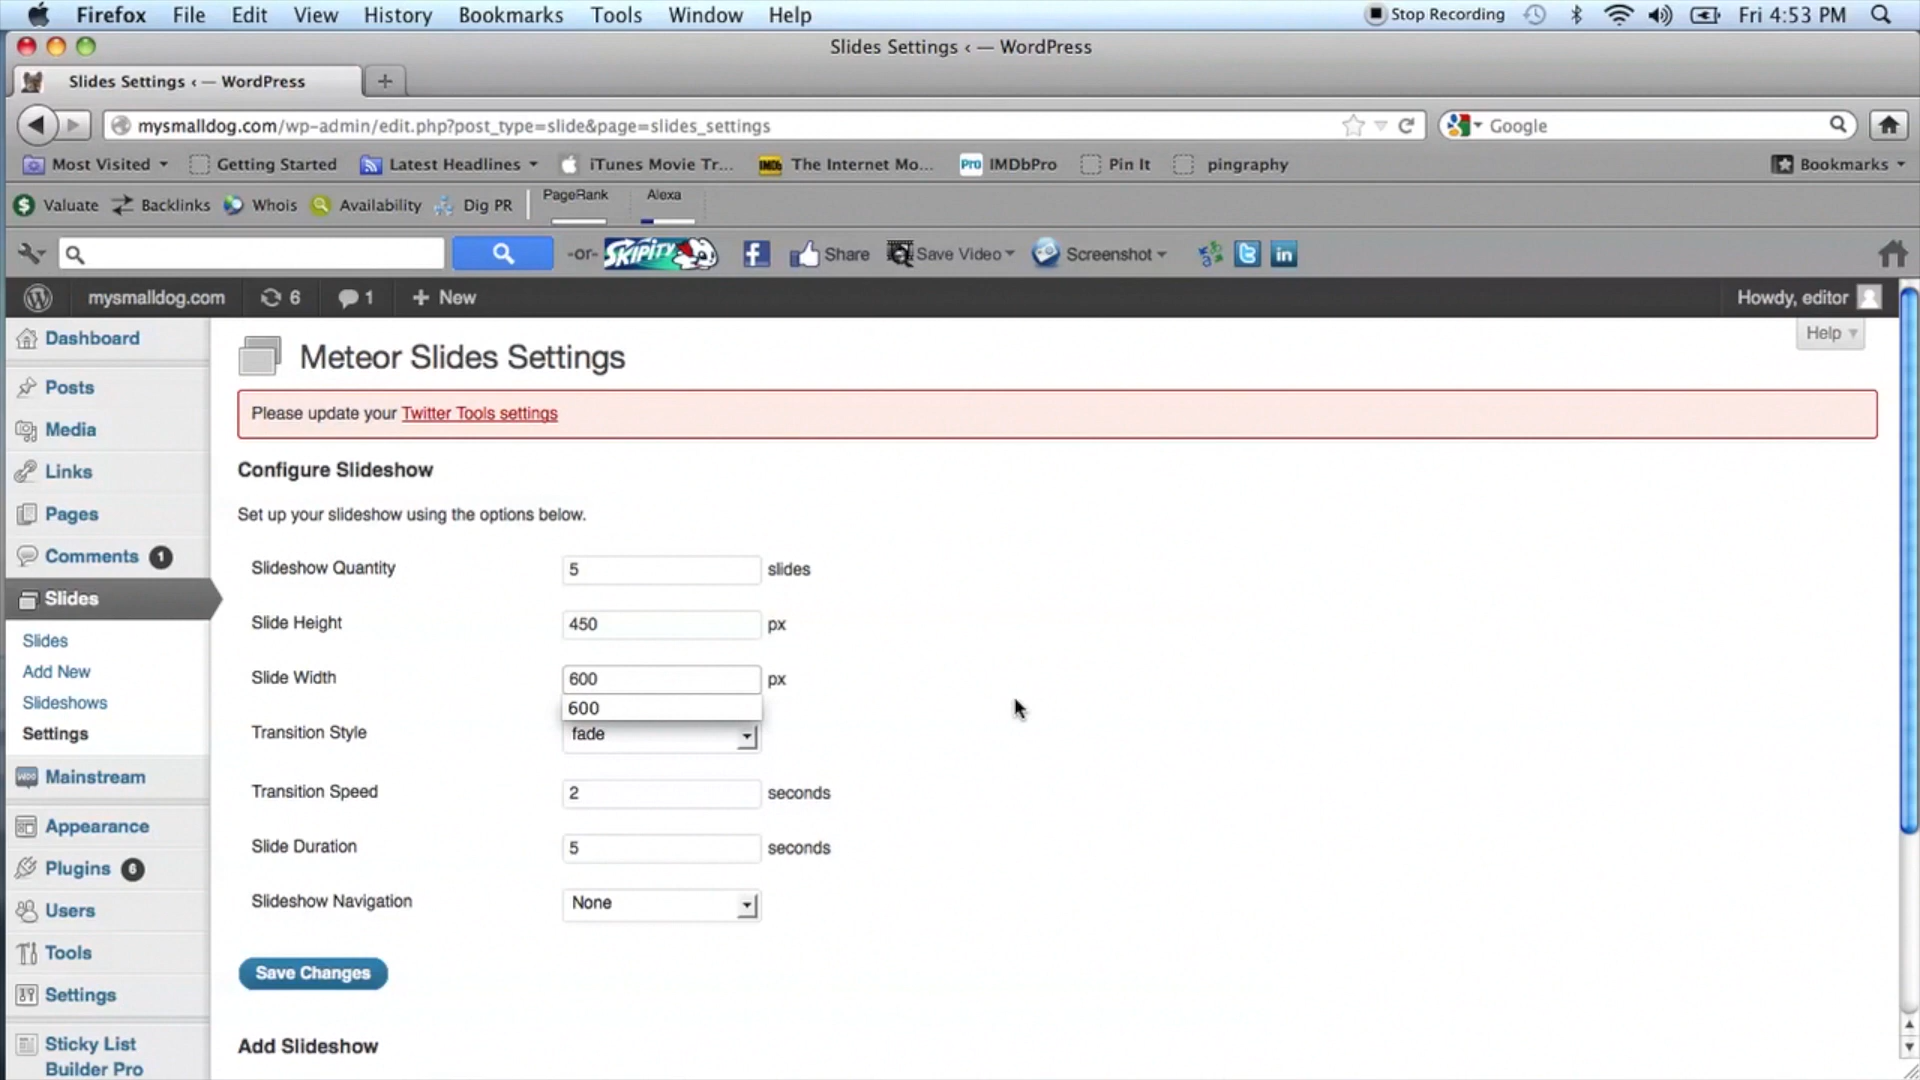 Firefox File Edit View History Bookmarks Tools Window Help Stop Recording Fri 4:53 PM
Slides Settings ‹ — WordPress
Slides Settings ‹ — WordPress
mysmalldog.com/wp-admin/edit.php?post_type=slide&page=slides_settings Google
Most Visited Getting Started Latest Headlines iTunes Movie Tr... IMDb The Internet Mo... Pro IMDbPro Pin It pingraphy Bookmarks
Valuate Backlinks Whois Availability Dig PR PageRank Alexa
-or- SKIPITY f Share Save Video Screenshot in
mysmalldog.com 6 1 + New Howdy, editor
Help
Dashboard
Posts
Media
Links
Pages
Comments 1
Slides
Slides
Add New
Slideshows
Settings
Mainstream
Appearance
Plugins 6
Users
Tools
Settings
Sticky List
Builder Pro
Meteor Slides Settings
Please update your Twitter Tools settings
Configure Slideshow
Set up your slideshow using the options below.
Slideshow Quantity 5 slides
Slide Height 450 px
Slide Width 600 px
600
Transition Style fade
Transition Speed 2 seconds
Slide Duration 5 seconds
Slideshow Navigation None
Save Changes
Add Slideshow